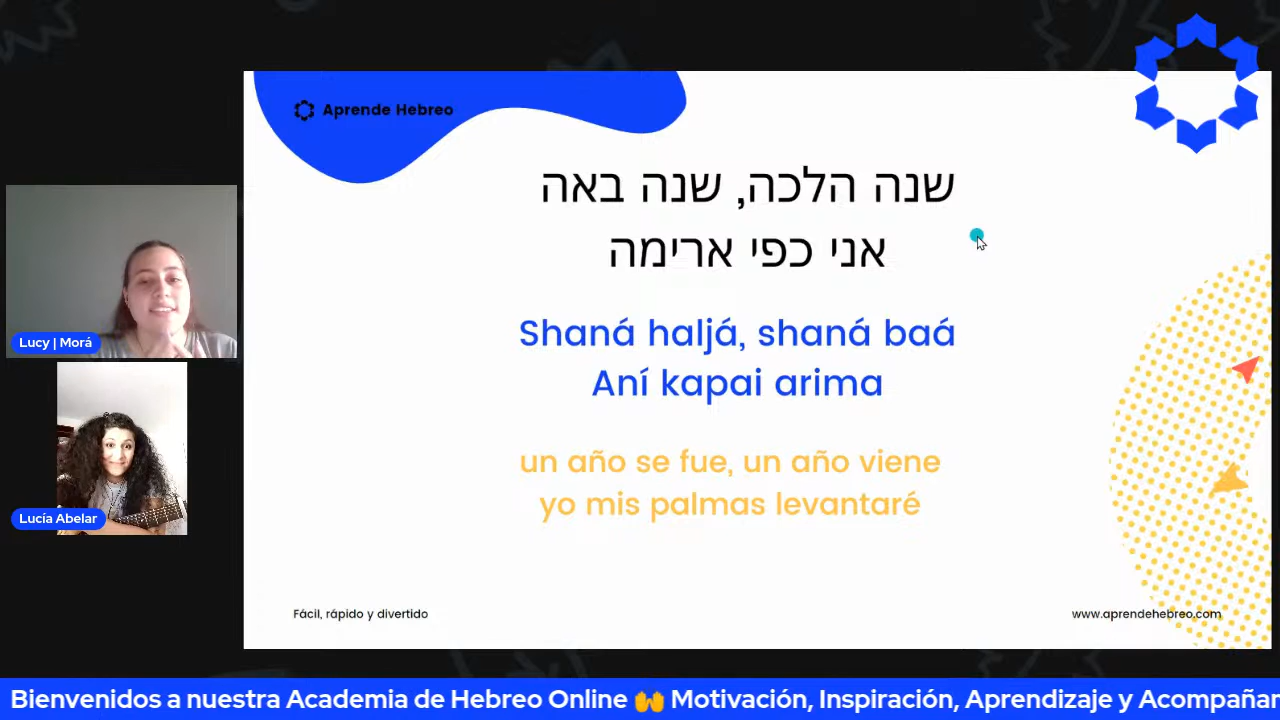 Aprende Hebreo
שנה הלכה, שנה באה
אני כפי ארימה
Shaná haljá, shaná baá
Aní kapai arima
un año se fue, un año viene
yo mis palmas levantaré
Lucy | Morá
Lucía Abelar
Fácil, rápido y divertido
www.aprendehebreo.com
Bienvenidos a nuestra Academia de Hebreo Online 🙌 Motivación, Inspiración, Aprendizaje y Acompañar